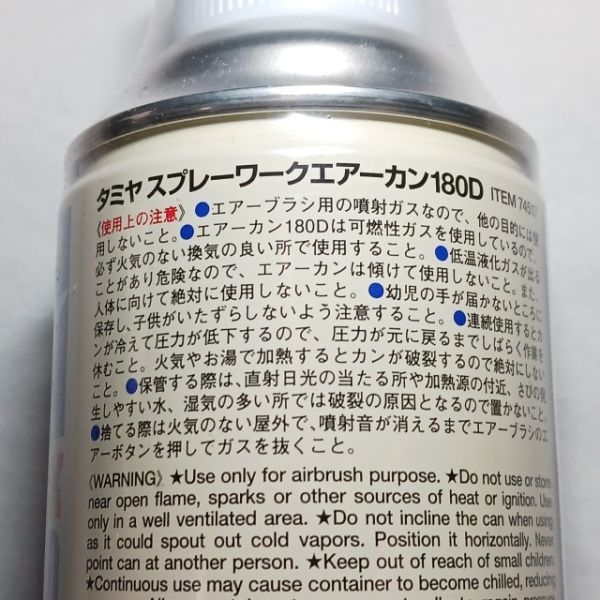 タミヤ スプレーワークエアーカン180D ITEM 74517
《使用上の注意》●エアーブラシ用の噴射ガスなので、他の目的には使
用しないこと。●エアーカン180Dは可燃性ガスを使用しているので、
必ず火気のない換気の良い所で使用すること。●低温液化ガスが出る
ことがあり危険なので、エアーカンは傾けて使用しないこと。また、
人体に向けて絶対に使用しないこと。●幼児の手が届かないところに
保存し、子供がいたずらしないよう注意すること。●連続使用するとカ
ンが冷えて圧力が低下するので、圧力が元に戻るまでしばらく作業を
休むこと。火気やお湯で加熱するとカンが破裂するので絶対にしない
こと。●保管する際は、直射日光の当たる所や加熱源の付近、さびの発
生しやすい水、湿気の多い所では破裂の原因となるので置かないこと。
●捨てる際は火気のない屋外で、噴射音が消えるまでエアーブラシのエ
アーボタンを押してガスを抜くこと。
《WARNING》★Use only for airbrush purpose. ★Do not use or store
near open flame, sparks or other sources of heat or ignition. Use
only in a well ventilated area. ★Do not incline the can when using
as it could spout out cold vapors. Position it horizontally. Never
point can at another person. ★Keep out of reach of small children.
★Continuous use may cause container to become chilled, reducing